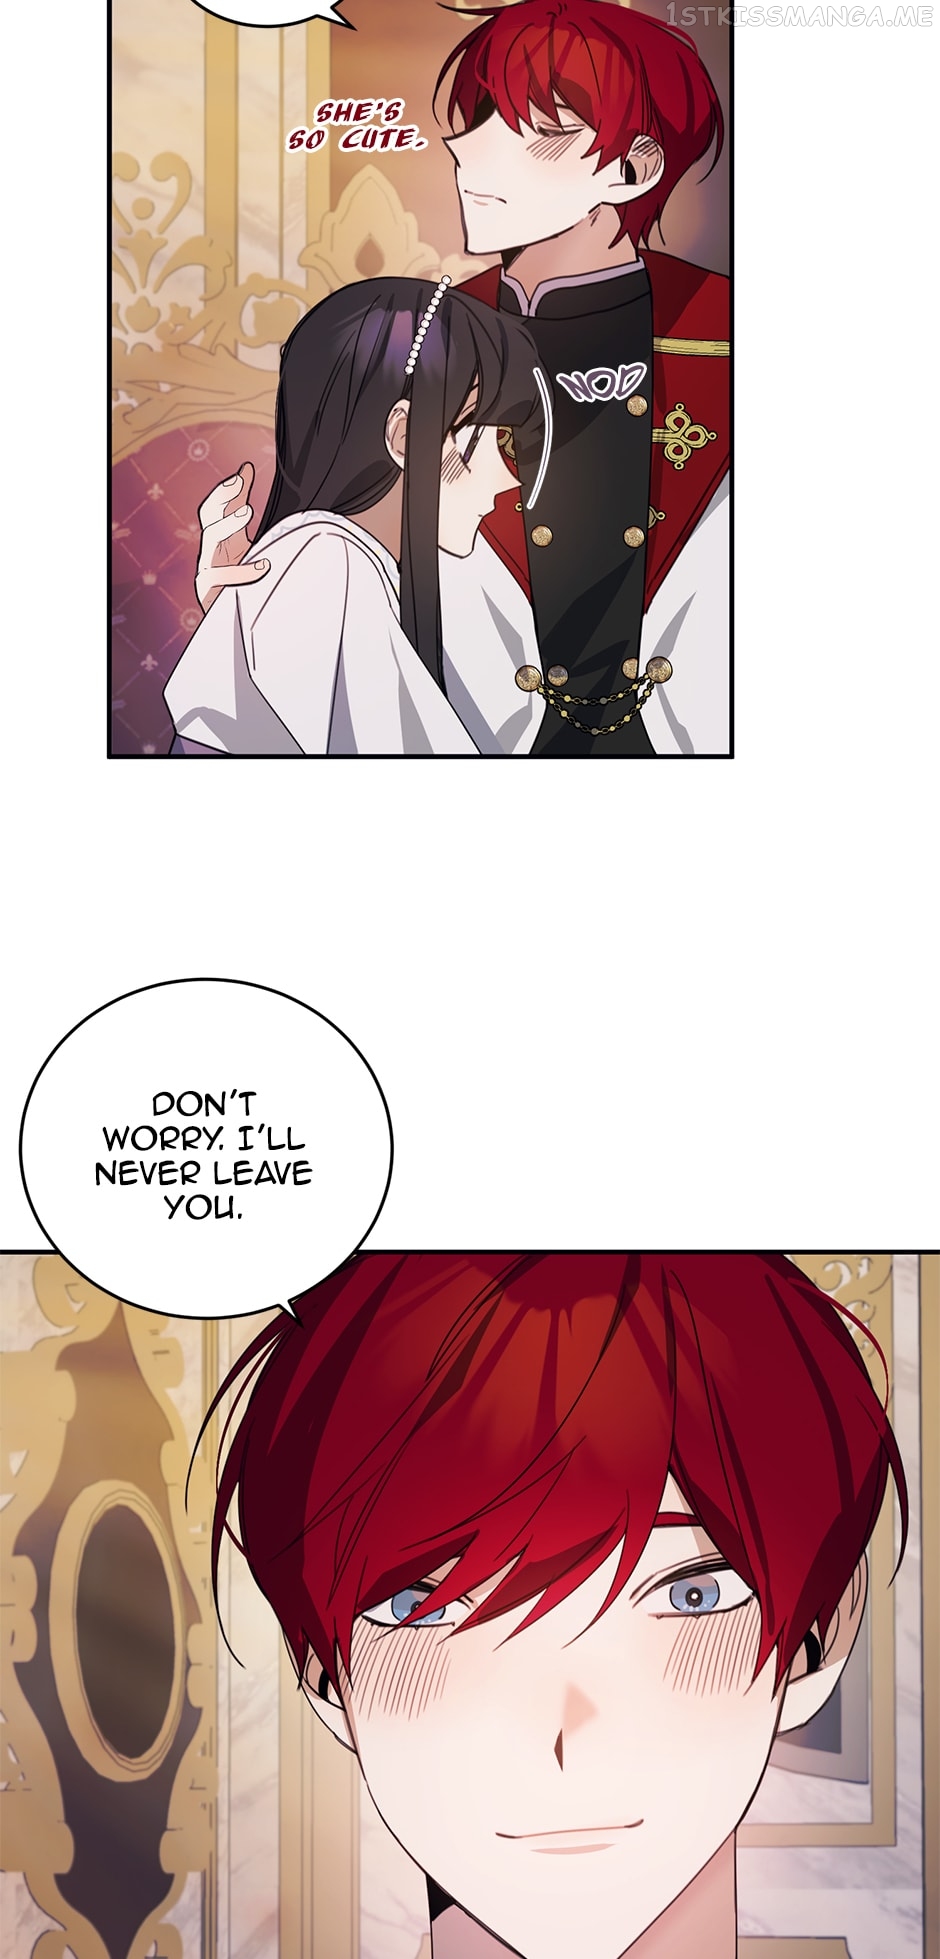 1STKISSMANGA.ME
SHE'S
SO CUTE.
NOD
DON'T
WORRY. I'LL
NEVER LEAVE
YOU.